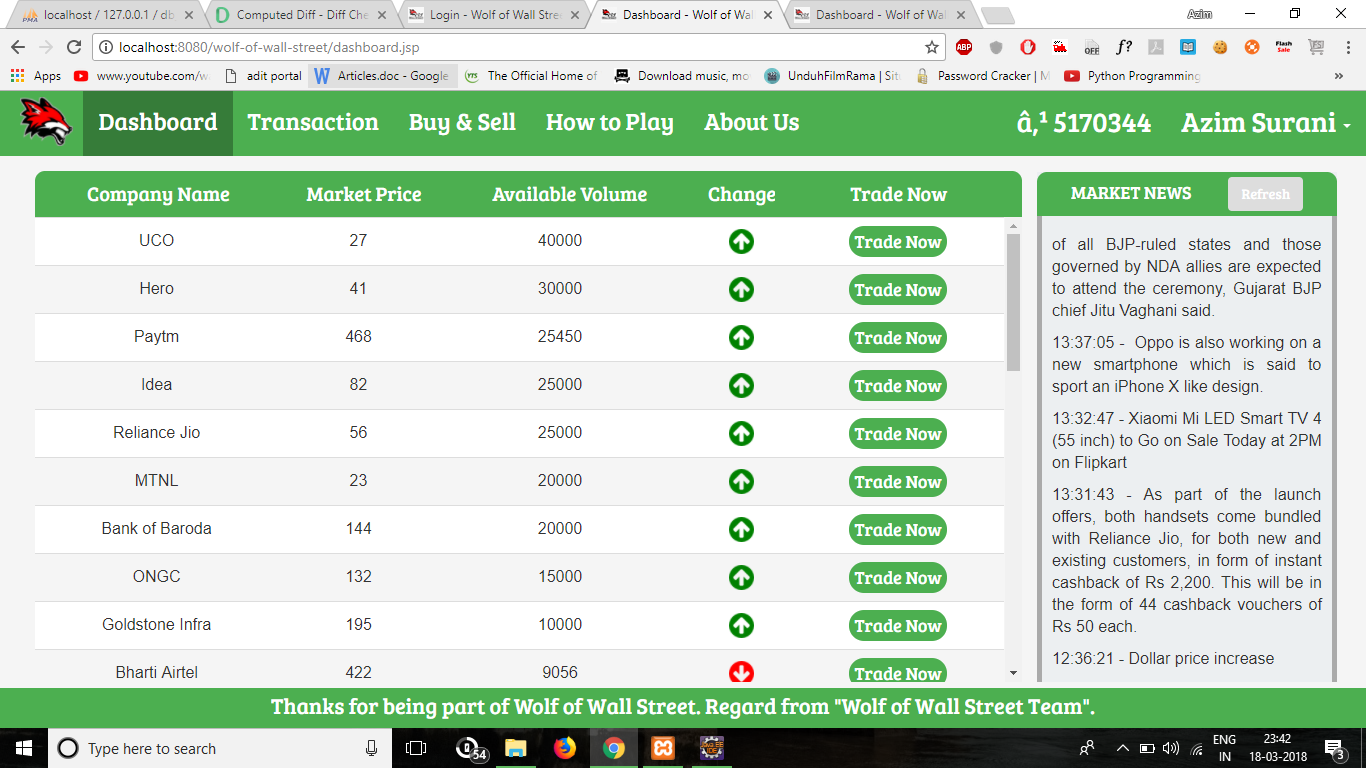 localhost / 127.0.0.1 / db
Computed Diff - Diff Che
Login - Wolf of Wall Stre
Dashboard - Wolf of Wal
Dashboard - Wolf of Wal
Azim
localhost:8080/wolf-of-wall-street/dashboard.jsp
ABP
OFF
f?
Flash Sale
Apps
www.youtube.com/w
adit portal
Articles.doc - Google
The Official Home of
Download music, mo
UnduhFilmRama | Sit
Password Cracker | M
Python Programming
»
Dashboard
Transaction
Buy & Sell
How to Play
About Us
â‚¹ 5170344
Azim Surani
Company Name Market Price Available Volume Change Trade Now
UCO 27 40000 Trade Now
Hero 41 30000 Trade Now
Paytm 468 25450 Trade Now
Idea 82 25000 Trade Now
Reliance Jio 56 25000 Trade Now
MTNL 23 20000 Trade Now
Bank of Baroda 144 20000 Trade Now
ONGC 132 15000 Trade Now
Goldstone Infra 195 10000 Trade Now
Bharti Airtel 422 9056 Trade Now
MARKET NEWS
Refresh
of all BJP-ruled states and those
governed by NDA allies are expected
to attend the ceremony, Gujarat BJP
chief Jitu Vaghani said.
13:37:05 - Oppo is also working on a
new smartphone which is said to
sport an iPhone X like design.
13:32:47 - Xiaomi Mi LED Smart TV 4
(55 inch) to Go on Sale Today at 2PM
on Flipkart
13:31:43 - As part of the launch
offers, both handsets come bundled
with Reliance Jio, for both new and
existing customers, in form of instant
cashback of Rs 2,200. This will be in
the form of 44 cashback vouchers of
Rs 50 each.
12:36:21 - Dollar price increase
Thanks for being part of Wolf of Wall Street. Regard from "Wolf of Wall Street Team".
Type here to search
54
ENG
IN
23:42
18-03-2018
3